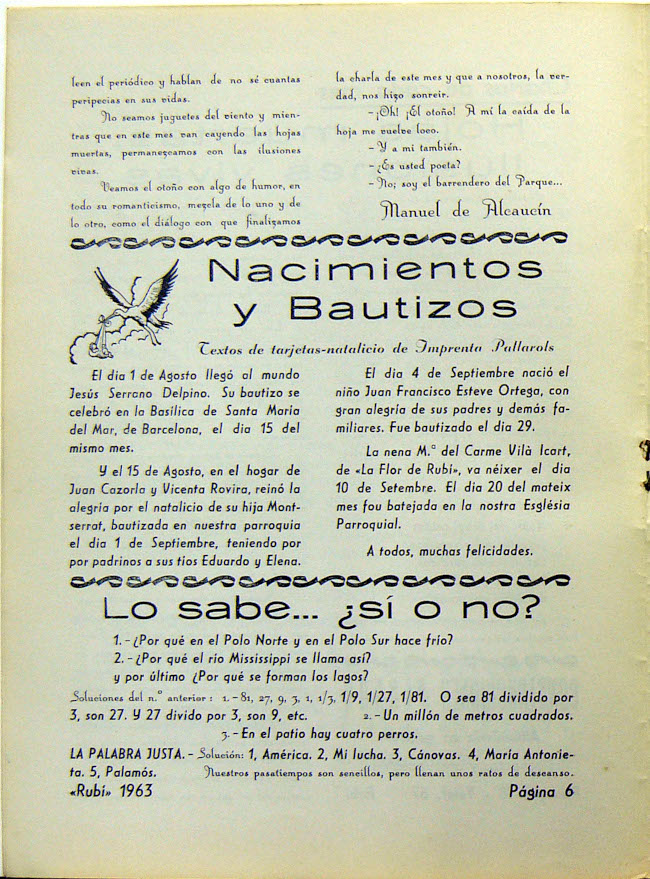 leen el periódico y hablan de no sé cuantas
peripecias en sus vidas.
No seamos juguetes del viento y mien-
tras que en este mes van cayendo las hojas
muertas, permanezcamos con las ilusiones
vivas.
Veamos el otoño con algo de humor, en
todo su romanticismo, mezcla de lo uno y de
lo otro, como el diálogo con que finalizamos
la charla de este mes y que a nosotros, la ver-
dad, nos hizo sonreir.
-¡Oh! ¡El otoño! A mí la caída de la
hoja me vuelve loco.
-Y a mi también.
-¿Es usted poeta?
-No; soy el barrendero del Parque...
Manuel de Alcaucín
Nacimientos
y Bautizos
Textos de tarjetas-natalicio de Imprenta Pallarols
El dia 1 de Agosto llegó al mundo
Jesús Serrano Delpino. Su bautizo se
celebró en la Basílica de Santa María
del Mar, de Barcelona, el dia 15 del
mismo mes.
Y el 15 de Agosto, en el hogar de
Juan Cazorla y Vicenta Rovira, reinó la
alegría por el natalicio de su hija Mont-
serrat, bautizada en nuestra parroquia
el dia 1 de Septiembre, teniendo por
por padrinos a sus tios Eduardo y Elena.
El dia 4 de Septiembre nació el
niño Juan Francisco Esteve Ortega, con
gran alegria de sus padres y demás fa-
miliares. Fue bautizado el dia 29.
La nena M.ª del Carme Vilà Icart,
de «La Flor de Rubí», va néixer el dia
10 de Setembre. El dia 20 del mateix
mes fou batejada en la nostra Església
Parroquial.
A todos, muchas felicidades.
Lo sabe... ¿sí o no?
1.-¿Por qué en el Polo Norte y en el Polo Sur hace frío?
2.-¿Por qué el río Mississippi se llama así?
y por último ¿Por qué se forman los lagos?
Soluciones del n.º anterior: 1.-81, 27, 9, 3, 1, 1/3, 1/9, 1/27, 1/81. O sea 81 dividido por
3, son 27. Y 27 divido por 3, son 9, etc. 2.-Un millón de metros cuadrados.
3.-En el patio hay cuatro perros.
LA PALABRA JUSTA.-Solución: 1, América. 2, Mi lucha. 3, Cánovas. 4, María Antonie-
ta. 5, Palamós. Nuestros pasatiempos son sencillos, pero llenan unos ratos de descanso.
«Rubí» 1963 Página 6